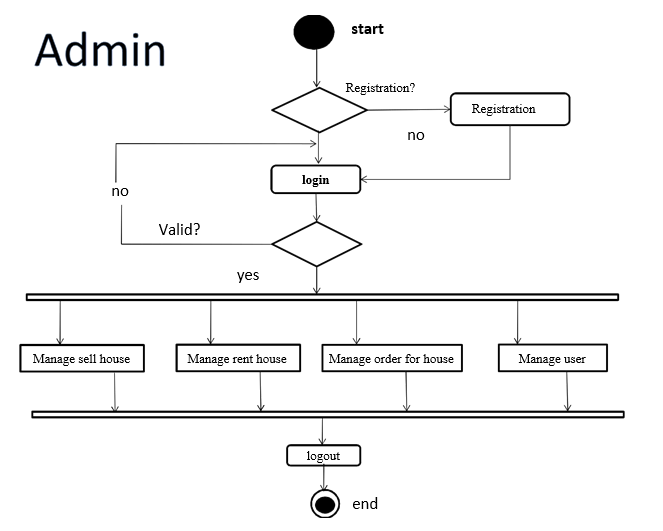 Admin
start
Registration?
Registration
no
login
no
Valid?
yes
Manage sell house
Manage rent house
Manage order for house
Manage user
logout
end